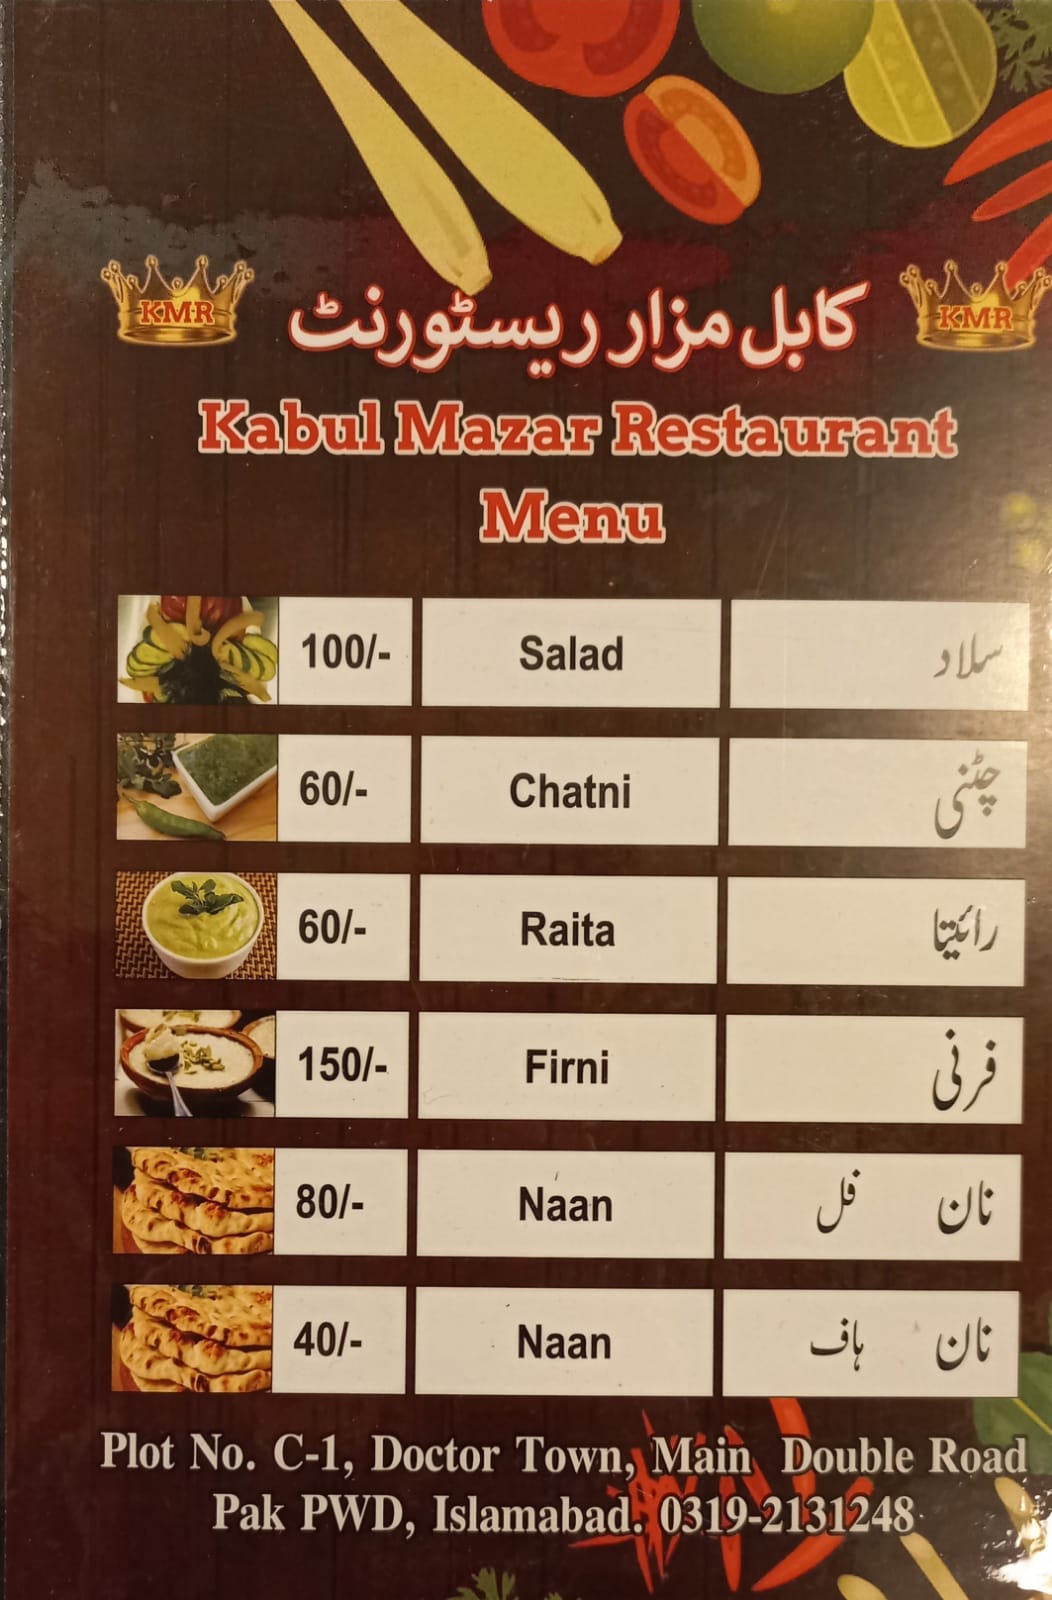 KMR
KMR
کابل مزار ریسٹورنٹ
Kabul Mazar Restaurant
Menu
100/- Salad سلاد
60/- Chatni چٹنی
60/- Raita رائیتا
150/- Firni فرنی
80/- Naan نان فل
40/- Naan نان ہاف
Plot No. C-1, Doctor Town, Main Double Road
Pak PWD, Islamabad. 0319-2131248